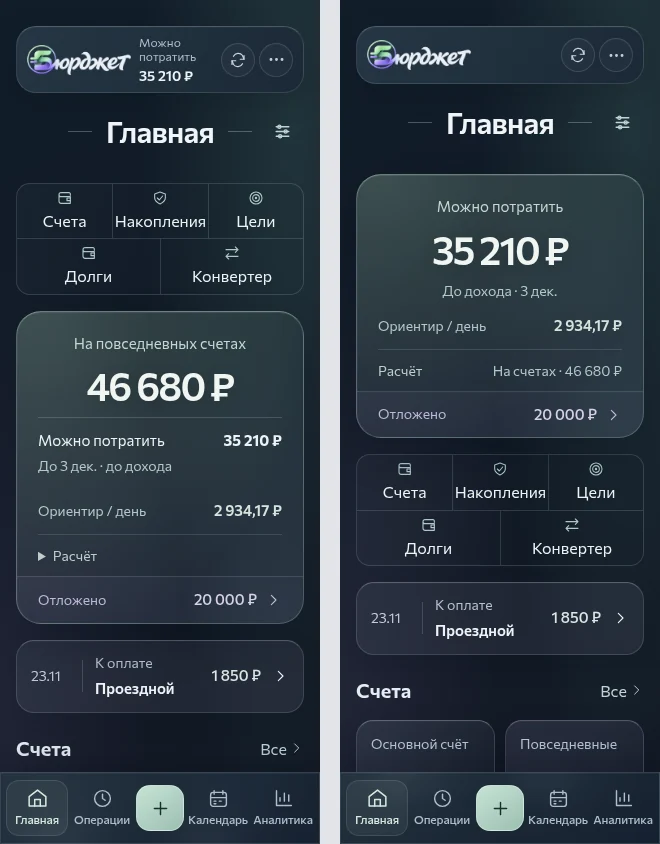 Бюрджет
Можно
потратить
35 210 ₽
Главная
Счета
Накопления
Цели
Долги
Конвертер
На повседневных счетах
46 680 ₽
Можно потратить
35 210 ₽
До 3 дек. · до дохода
Ориентир / день
2 934,17 ₽
Расчёт
Отложено
20 000 ₽
23.11
К оплате
Проездной
1 850 ₽
Счета
Все
Главная
Операции
Календарь
Аналитика
Бюрджет
Главная
Можно потратить
35 210 ₽
До дохода · 3 дек.
Ориентир / день
2 934,17 ₽
Расчёт
На счетах · 46 680 ₽
Отложено
20 000 ₽
Счета
Накопления
Цели
Долги
Конвертер
23.11
К оплате
Проездной
1 850 ₽
Счета
Все
Основной счёт
Повседневные
Главная
Операции
Календарь
Аналитика